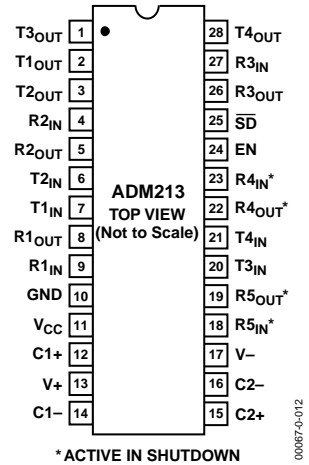 T3OUT 1
T1OUT 2
T2OUT 3
R2IN 4
R2OUT 5
T2IN 6
T1IN 7
R1OUT 8
R1IN 9
GND 10
VCC 11
C1+ 12
V+ 13
C1– 14
ADM213
TOP VIEW
(Not to Scale)
28 T4OUT
27 R3IN
26 R3OUT
25 S̅D̅
24 EN
23 R4IN*
22 R4OUT*
21 T4IN
20 T3IN
19 R5OUT*
18 R5IN*
17 V–
16 C2–
15 C2+
*ACTIVE IN SHUTDOWN
00067-0-012